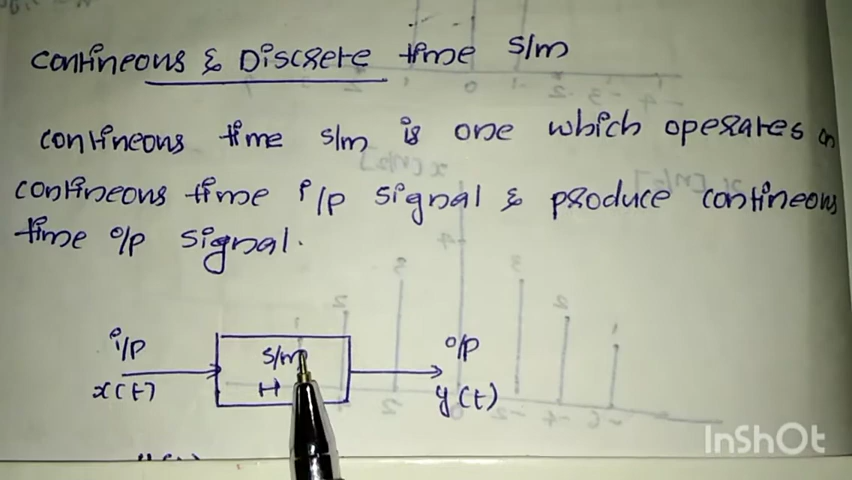 Contineous & Discrete time s/m
contineous time s/m is one which operates on
contineous time i/p signal & produce contineous
time o/p signal.
i/p
x(t)
s/m
H
o/p
y(t)
InShOt